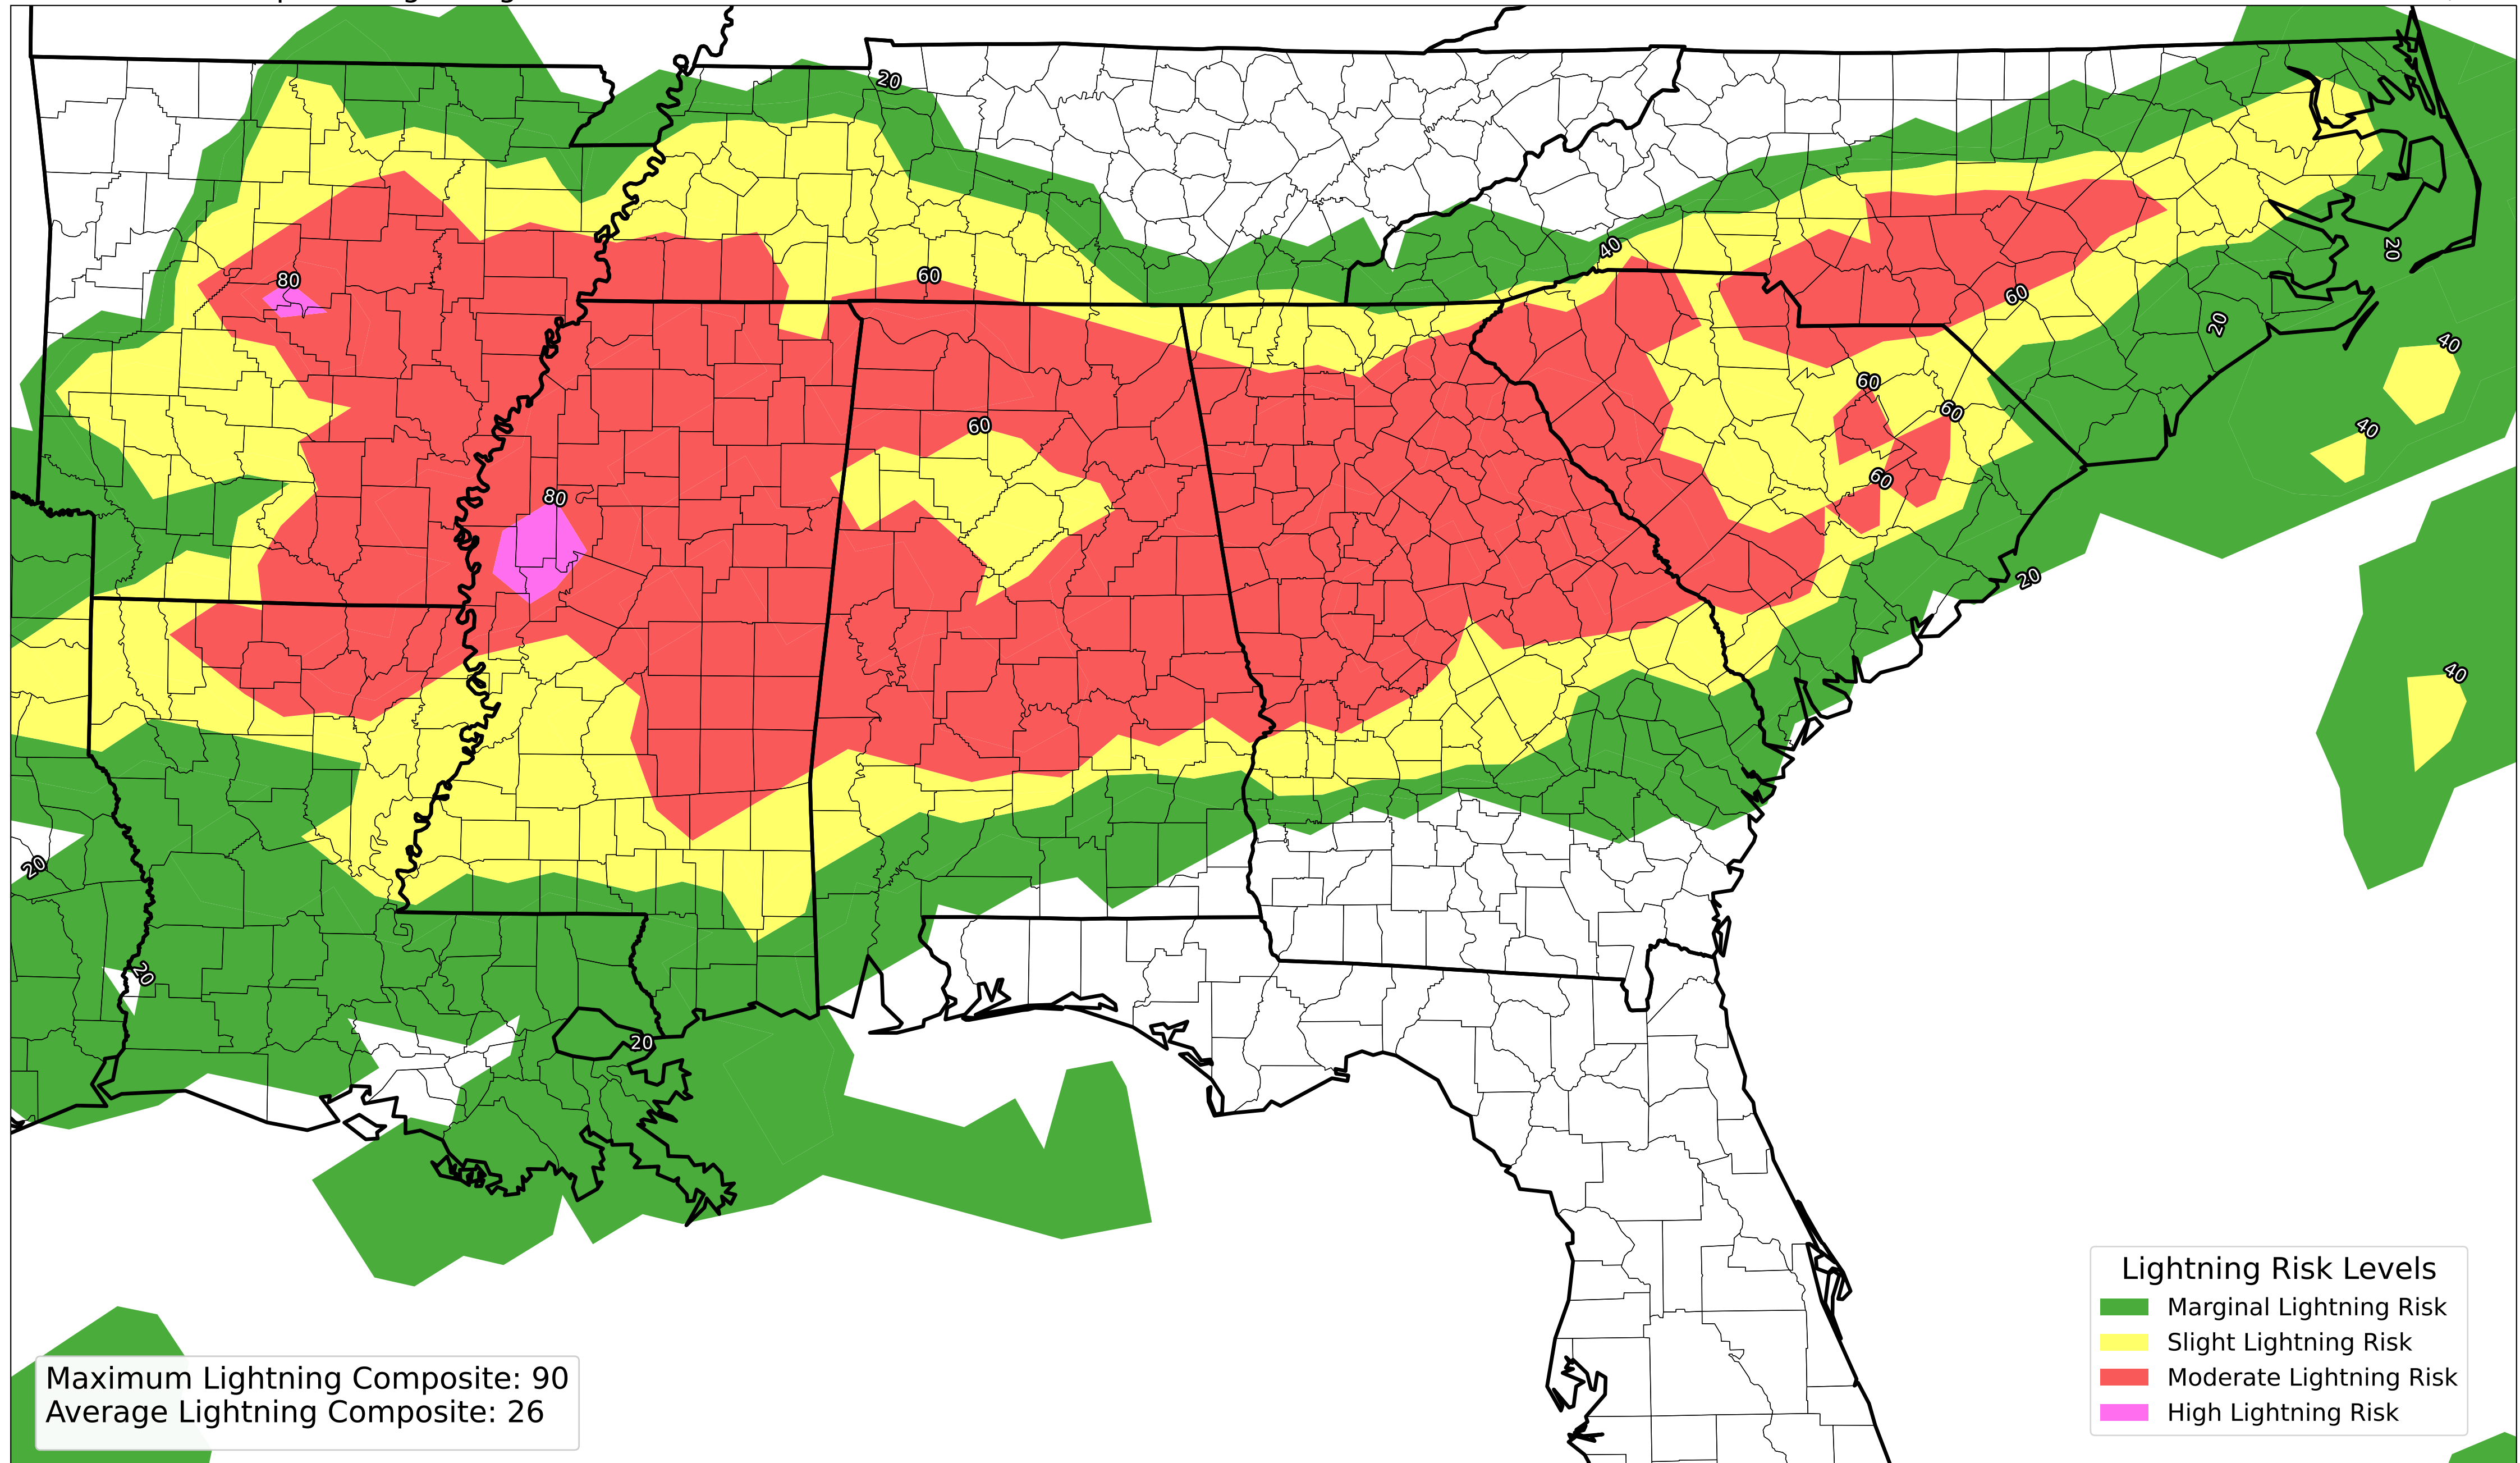 20
80
60
40
60
20
60
20
40
60
60
40
80
60
20
40
20
20
20
Lightning Risk Levels
Marginal Lightning Risk
Slight Lightning Risk
Moderate Lightning Risk
High Lightning Risk
Maximum Lightning Composite: 90
Average Lightning Composite: 26